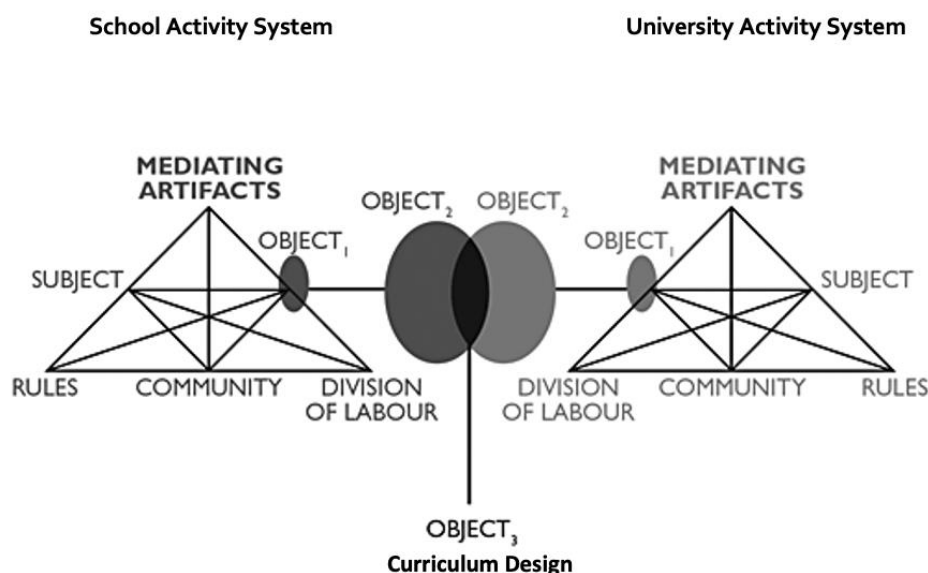 School Activity System
University Activity System
MEDIATING
ARTIFACTS
MEDIATING
ARTIFACTS
OBJECT₂
OBJECT₂
OBJECT₁
OBJECT₁
SUBJECT
SUBJECT
RULES
COMMUNITY
DIVISION
OF LABOUR
DIVISION
OF LABOUR
COMMUNITY
RULES
OBJECT₃
Curriculum Design